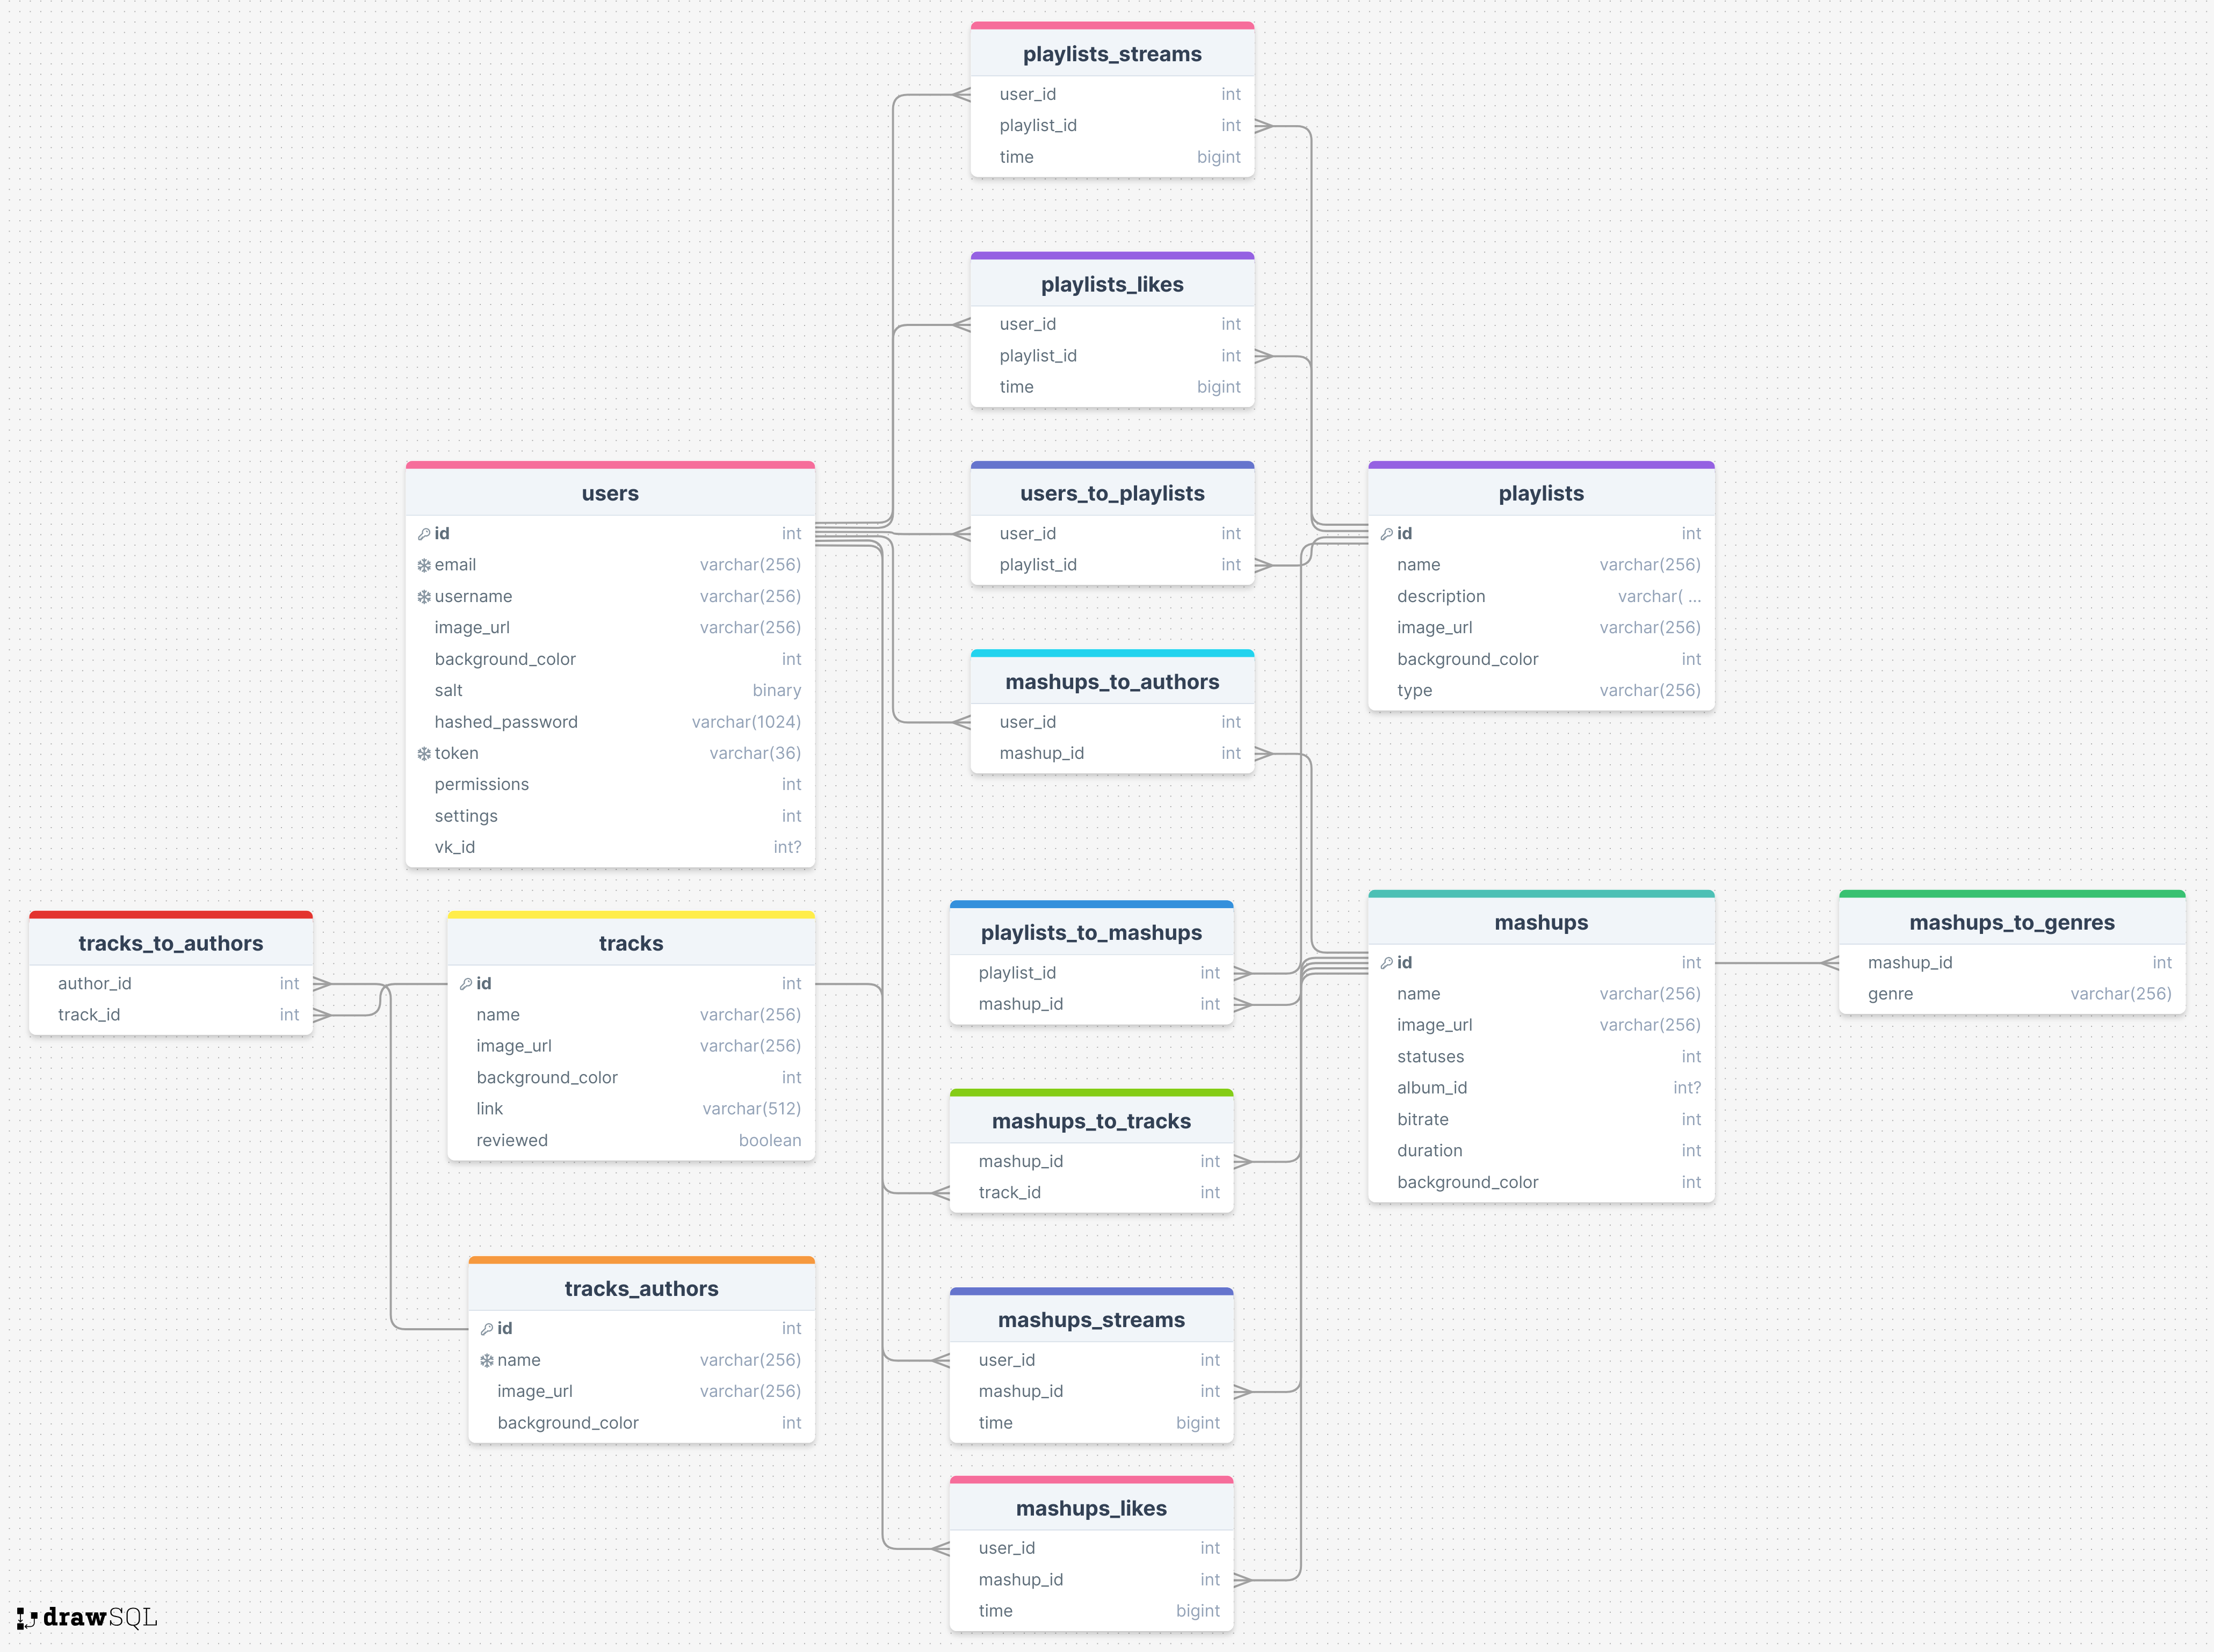 playlists_streams
user_id int
playlist_id int
time bigint
playlists_likes
user_id int
playlist_id int
time bigint
users
id int
email varchar(256)
username varchar(256)
image_url varchar(256)
background_color int
salt binary
hashed_password varchar(1024)
token varchar(36)
permissions int
settings int
vk_id int?
users_to_playlists
user_id int
playlist_id int
playlists
id int
name varchar(256)
description varchar( ...
image_url varchar(256)
background_color int
type varchar(256)
mashups_to_authors
user_id int
mashup_id int
tracks_to_authors
author_id int
track_id int
tracks
id int
name varchar(256)
image_url varchar(256)
background_color int
link varchar(512)
reviewed boolean
playlists_to_mashups
playlist_id int
mashup_id int
mashups
id int
name varchar(256)
image_url varchar(256)
statuses int
album_id int?
bitrate int
duration int
background_color int
mashups_to_genres
mashup_id int
genre varchar(256)
mashups_to_tracks
mashup_id int
track_id int
tracks_authors
id int
name varchar(256)
image_url varchar(256)
background_color int
mashups_streams
user_id int
mashup_id int
time bigint
mashups_likes
user_id int
mashup_id int
time bigint
drawSQL